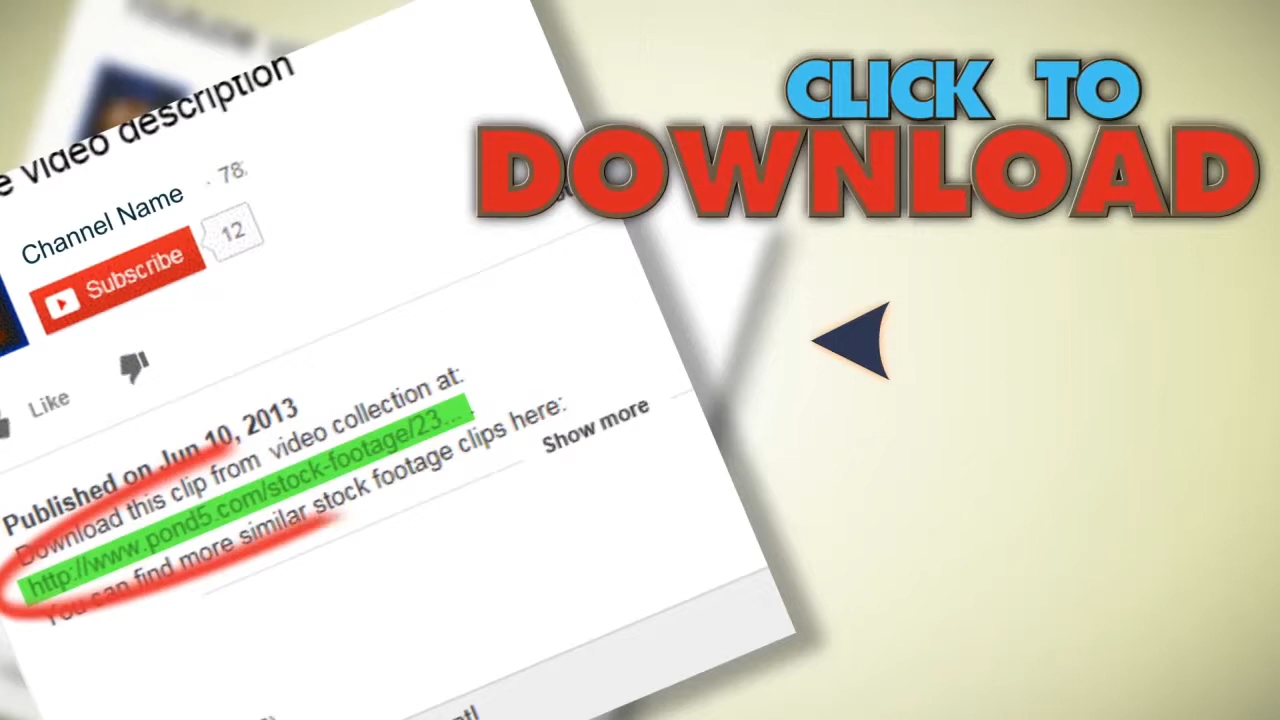 CLICK TO
DOWNLOAD
e video description
Channel Name
78
Subscribe
12
Like
Published on Jun 10, 2013
Download this clip from video collection at:
http://www.pond5.com/stock-footage/23...
You can find more similar stock footage clips here:
Show more